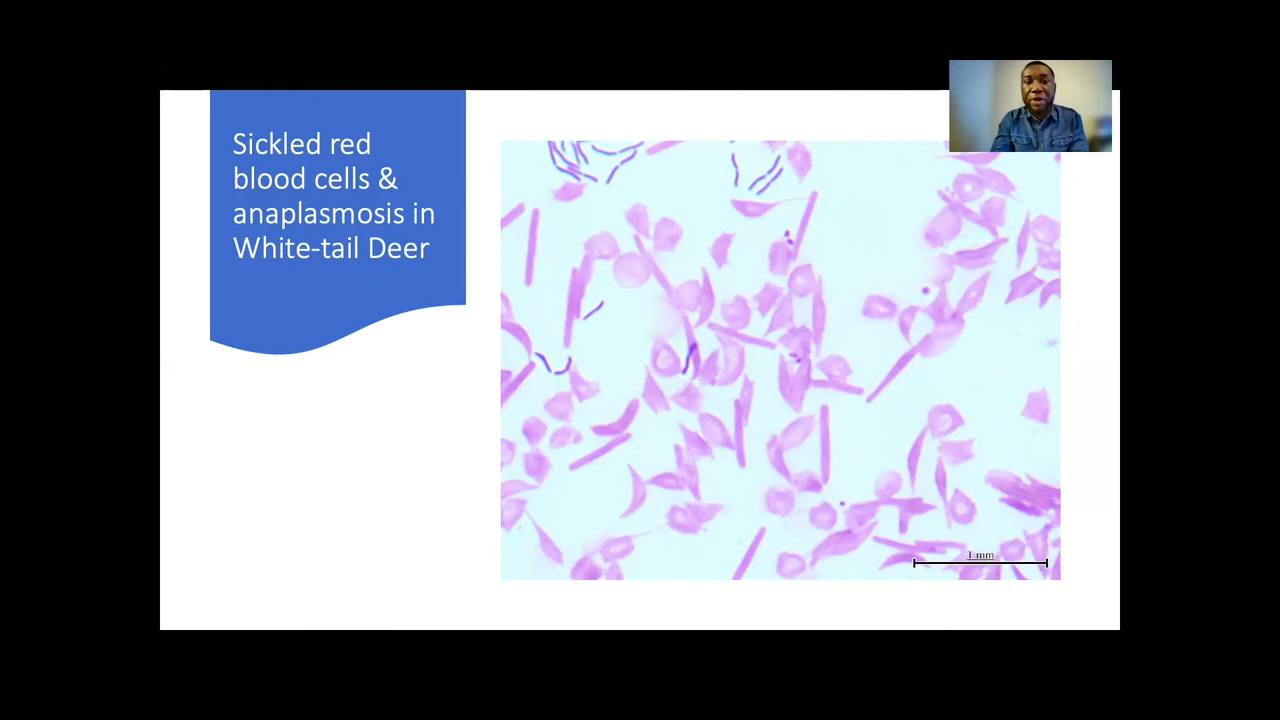 Sickled red
blood cells &
anaplasmosis in
White-tail Deer
1 mm